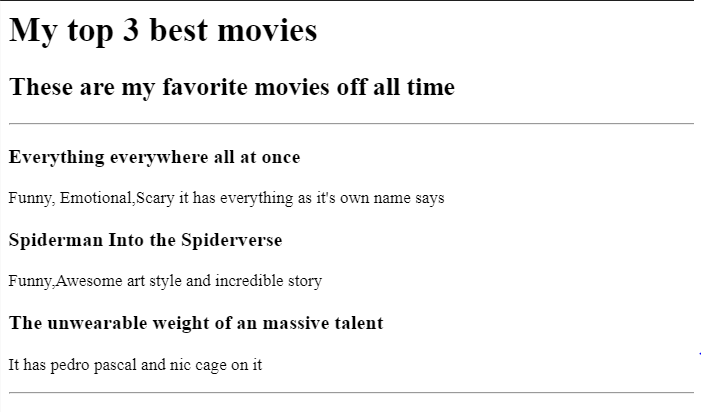 My top 3 best movies
These are my favorite movies off all time
Everything everywhere all at once
Funny, Emotional,Scary it has everything as it's own name says
Spiderman Into the Spiderverse
Funny,Awesome art style and incredible story
The unwearable weight of an massive talent
It has pedro pascal and nic cage on it